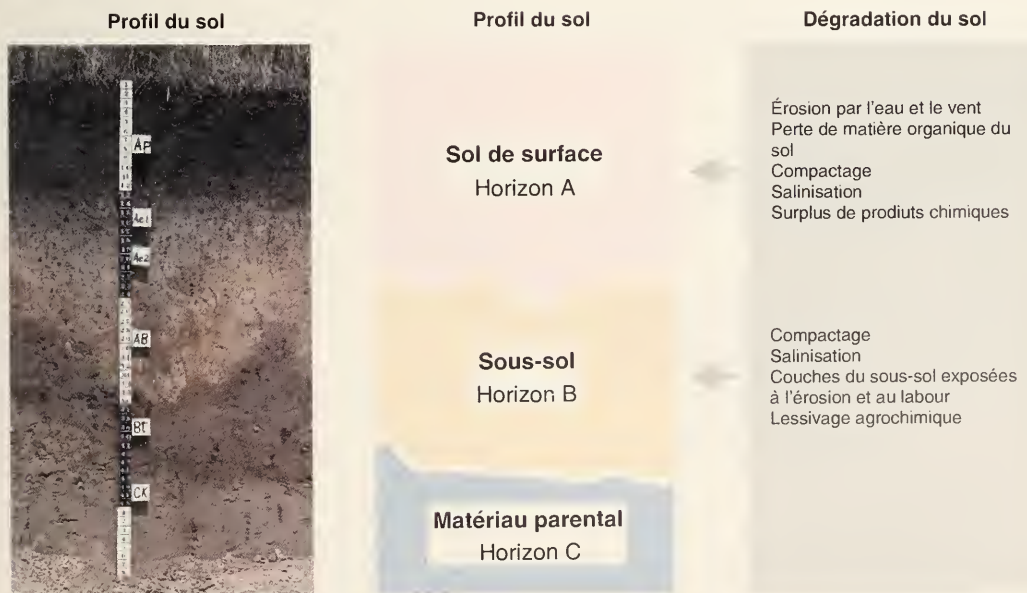 Profil du sol
Ap
Ae1
Ae2
AB
Bt
CK
Profil du sol
Sol de surface
Horizon A
Sous-sol
Horizon B
Matériau parental
Horizon C
Dégradation du sol
Érosion par l'eau et le vent
Perte de matière organique du
sol
Compactage
Salinisation
Surplus de prodiuts chimiques
Compactage
Salinisation
Couches du sous-sol exposées
à l'érosion et au labour
Lessivage agrochimique